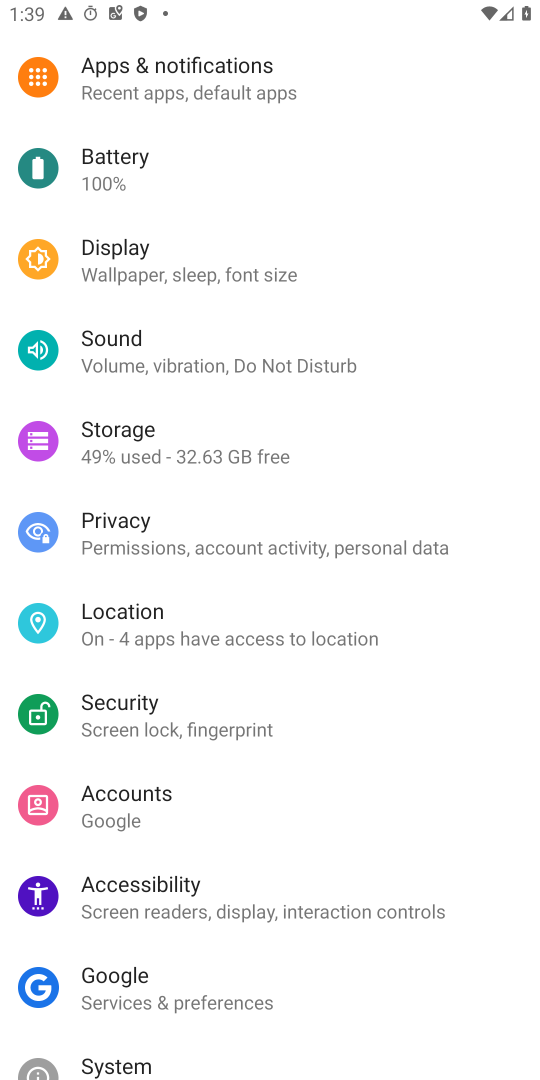 1:39
Apps & notifications
Recent apps, default apps
Battery
100%
Display
Wallpaper, sleep, font size
Sound
Volume, vibration, Do Not Disturb
Storage
49% used - 32.63 GB free
Privacy
Permissions, account activity, personal data
Location
On - 4 apps have access to location
Security
Screen lock, fingerprint
Accounts
Google
Accessibility
Screen readers, display, interaction controls
Google
Services & preferences
System